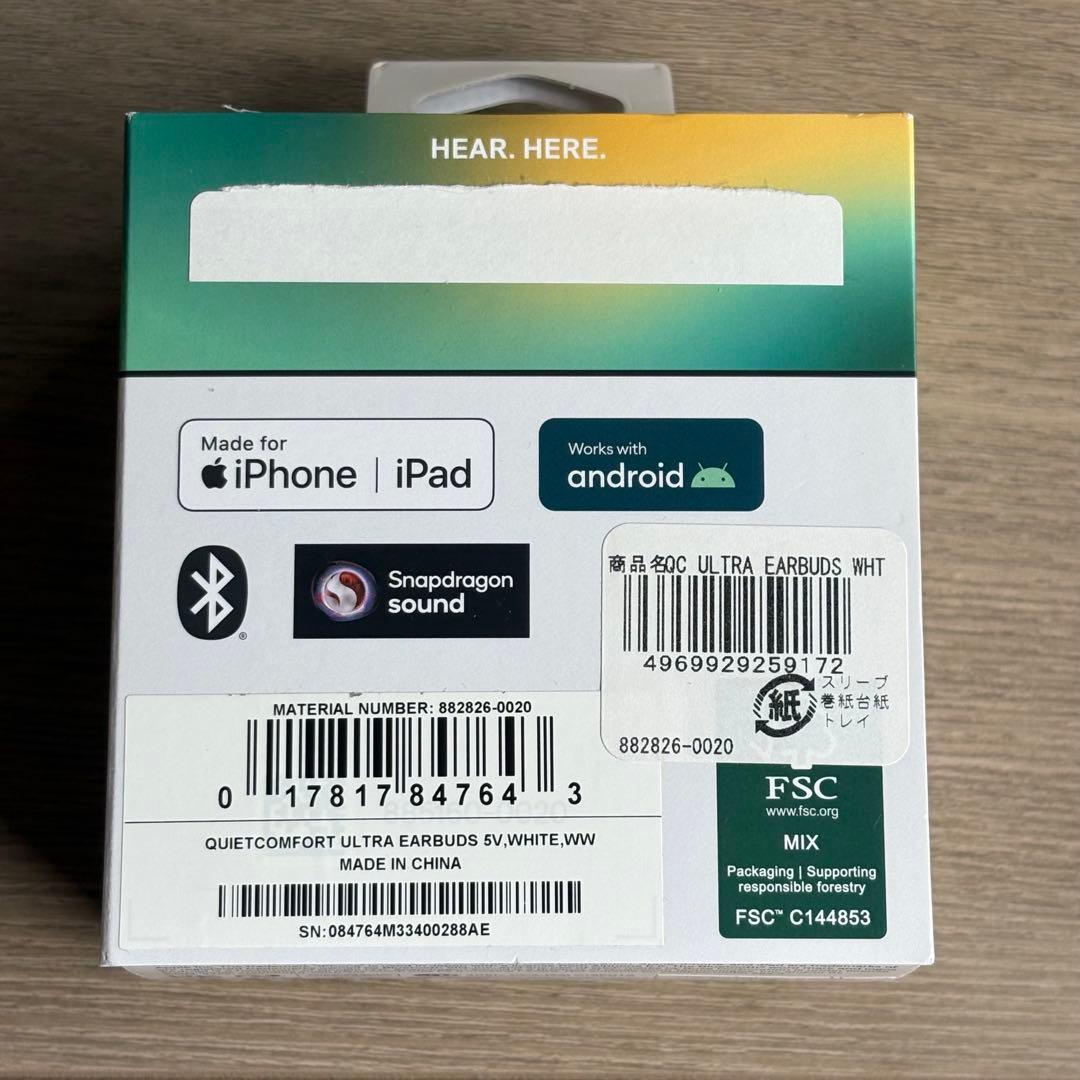 HEAR. HERE.
Made for
iPhone | iPad
Works with
android
Snapdragon
sound
商品名QC ULTRA EARBUDS WHT
4969929259172
紙
スリーブ
巻紙台紙
トレイ
882826-0020
MATERIAL NUMBER: 882826-0020
0 17817 84764 3
QUIETCOMFORT ULTRA EARBUDS 5V,WHITE,WW
MADE IN CHINA
SN:084764M33400288AE
FSC
www.fsc.org
MIX
Packaging | Supporting
responsible forestry
FSC™ C144853